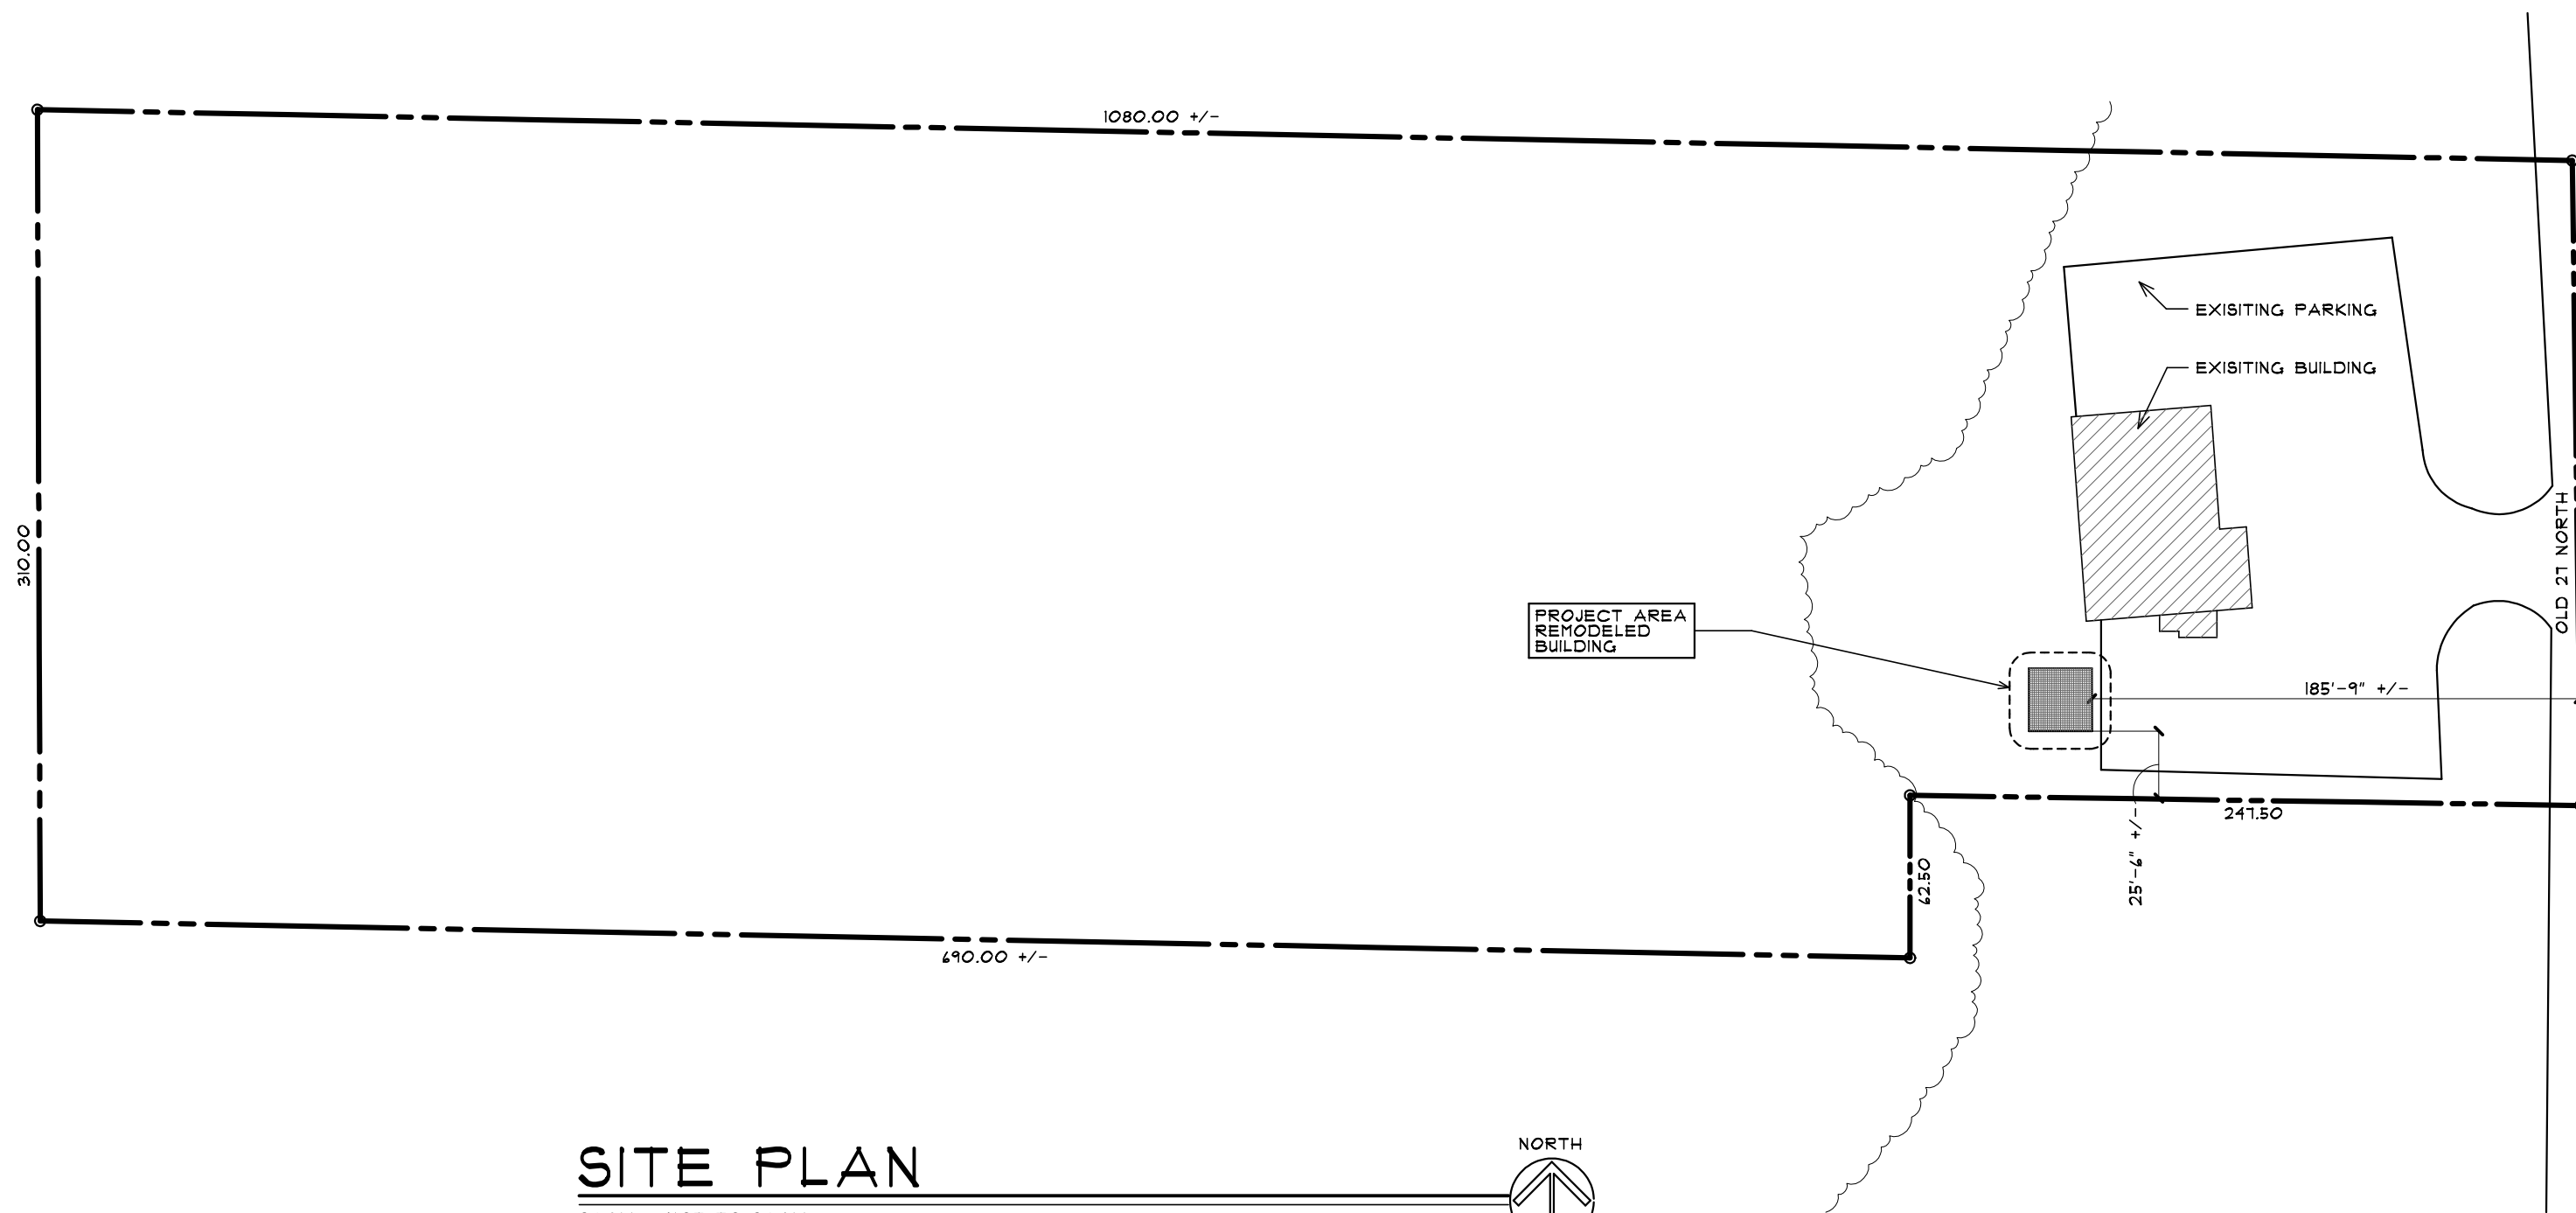 1080.00 +/-
EXISITING PARKING
EXISITING BUILDING
310.00
OLD 27 NORTH
PROJECT AREA
REMODELED
BUILDING
185'-9" +/-
247.50
25'-6" +/-
62.50
690.00 +/-
NORTH
SITE PLAN